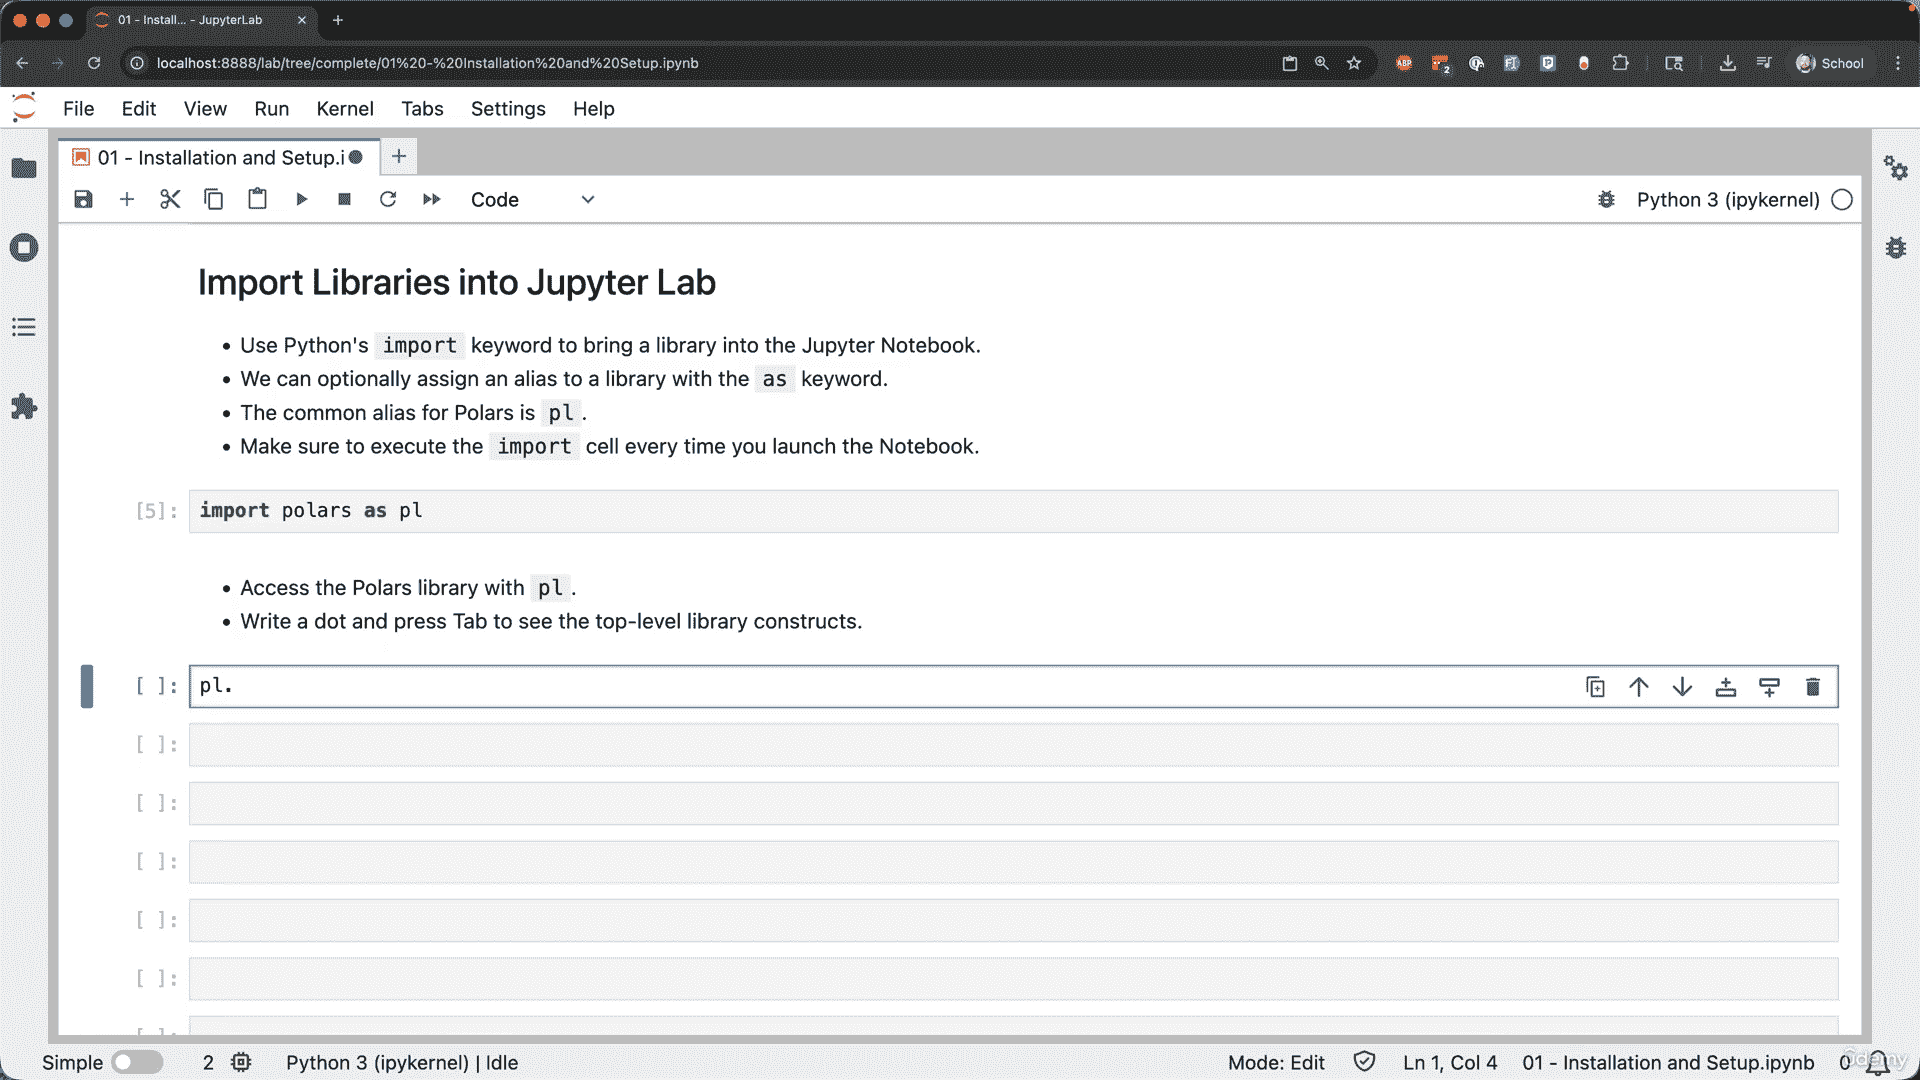 01 - Install... - JupyterLab
localhost:8888/lab/tree/complete/01%20-%20Installation%20and%20Setup.ipynb
ABP
2
School
File Edit View Run Kernel Tabs Settings Help
01 - Installation and Setup.i
Code
Python 3 (ipykernel)
Import Libraries into Jupyter Lab
• Use Python's import keyword to bring a library into the Jupyter Notebook.
• We can optionally assign an alias to a library with the as keyword.
• The common alias for Polars is pl.
• Make sure to execute the import cell every time you launch the Notebook.
[5]: import polars as pl
• Access the Polars library with pl.
• Write a dot and press Tab to see the top-level library constructs.
[ ]: pl.
[ ]:
[ ]:
[ ]:
[ ]:
[ ]:
[ ]:
Simple 2 Python 3 (ipykernel) | Idle Mode: Edit Ln 1, Col 4 01 - Installation and Setup.ipynb 0
Udemy